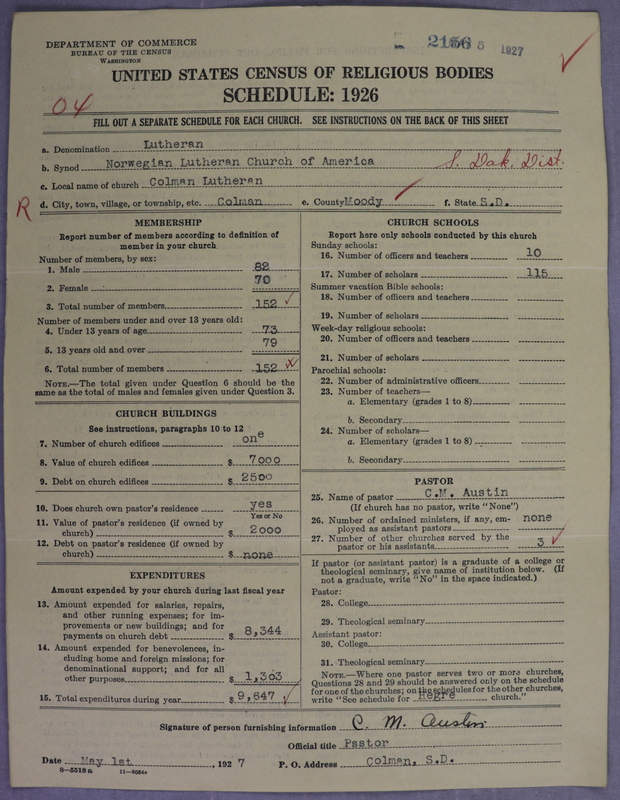 DEPARTMENT OF COMMERCE
BUREAU OF THE CENSUS
WASHINGTON
2156 5 1927
UNITED STATES CENSUS OF RELIGIOUS BODIES
SCHEDULE: 1926
04
FILL OUT A SEPARATE SCHEDULE FOR EACH CHURCH. SEE INSTRUCTIONS ON THE BACK OF THIS SHEET
a. Denomination Lutheran
b. Synod Norwegian Lutheran Church of America S. Dak. Dist.
c. Local name of church Colman Lutheran
R d. City, town, village, or township, etc. Colman e. County Moody f. State S.D.
MEMBERSHIP
Report number of members according to definition of
member in your church
Number of members, by sex:
1. Male 82
2. Female 70
3. Total number of members 152
Number of members under and over 13 years old:
4. Under 13 years of age 73
5. 13 years old and over 79
6. Total number of members 152
NOTE.—The total given under Question 6 should be the
same as the total of males and females given under Question 3.
CHURCH BUILDINGS
See instructions, paragraphs 10 to 12
7. Number of church edifices one
8. Value of church edifices $ 7000
9. Debt on church edifices $ 2500
10. Does church own pastor's residence yes
Yes or No
11. Value of pastor's residence (if owned by
church) $ 2000
12. Debt on pastor's residence (if owned by
church) $ none
EXPENDITURES
Amount expended by your church during last fiscal year
13. Amount expended for salaries, repairs,
and other running expenses; for im-
provements or new buildings; and for
payments on church debt $ 8,344
14. Amount expended for benevolences, in-
cluding home and foreign missions; for
denominational support; and for all
other purposes $ 1,303
15. Total expenditures during year $ 9,647
CHURCH SCHOOLS
Report here only schools conducted by this church
Sunday schools:
16. Number of officers and teachers 10
17. Number of scholars 115
Summer vacation Bible schools:
18. Number of officers and teachers
19. Number of scholars
Week-day religious schools:
20. Number of officers and teachers
21. Number of scholars
Parochial schools:
22. Number of administrative officers
23. Number of teachers—
a. Elementary (grades 1 to 8)
b. Secondary
24. Number of scholars—
a. Elementary (grades 1 to 8)
b. Secondary
PASTOR
25. Name of pastor C.M. Austin
(If church has no pastor, write "None")
26. Number of ordained ministers, if any, em-
ployed as assistant pastors none
27. Number of other churches served by the
pastor or his assistants 3
If pastor (or assistant pastor) is a graduate of a college or
theological seminary, give name of institution below. (If
not a graduate, write "No" in the space indicated.)
Pastor:
28. College
29. Theological seminary
Assistant pastor:
30. College
31. Theological seminary
NOTE.—Where one pastor serves two or more churches,
Questions 28 and 29 should be answered only on the schedule
for one of the churches; on the schedules for the other churches,
write "See schedule for Hegre church."
Signature of person furnishing information C. M. Austin
Official title Pastor
Date May 1st, 1927 P. O. Address Colman, S.D.
8—5518a 11—9656a